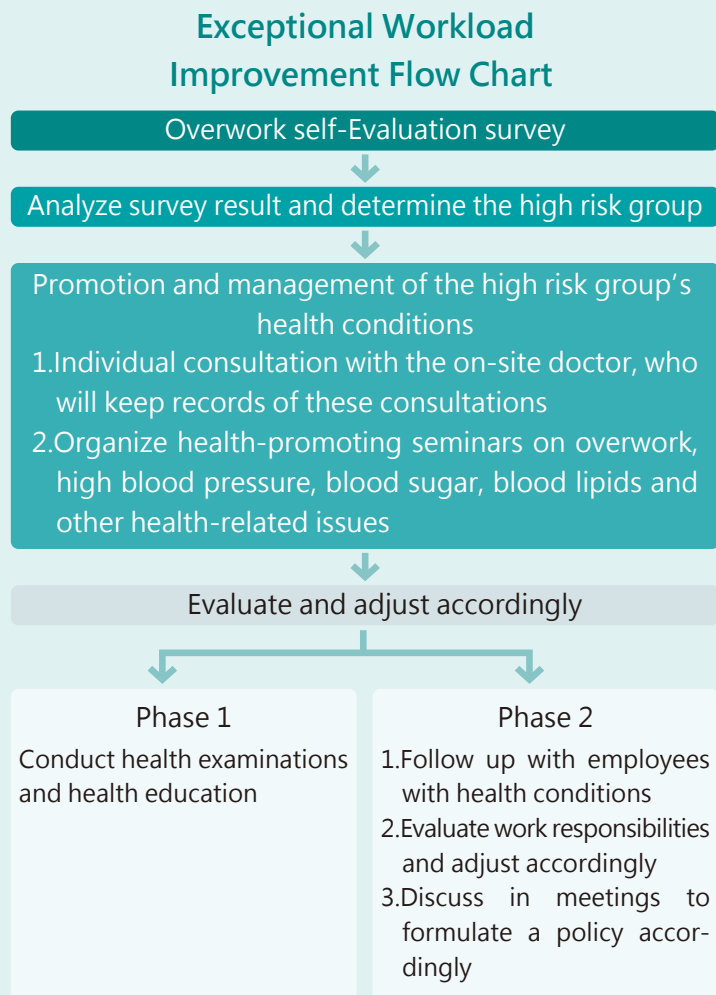 Exceptional Workload
Improvement Flow Chart
Overwork self-Evaluation survey
Analyze survey result and determine the high risk group
Promotion and management of the high risk group's
health conditions
1.Individual consultation with the on-site doctor, who
will keep records of these consultations
2.Organize health-promoting seminars on overwork,
high blood pressure, blood sugar, blood lipids and
other health-related issues
Evaluate and adjust accordingly
Phase 1
Conduct health examinations
and health education
Phase 2
1.Follow up with employees
with health conditions
2.Evaluate work responsibilities
and adjust accordingly
3.Discuss in meetings to
formulate a policy accor-
dingly